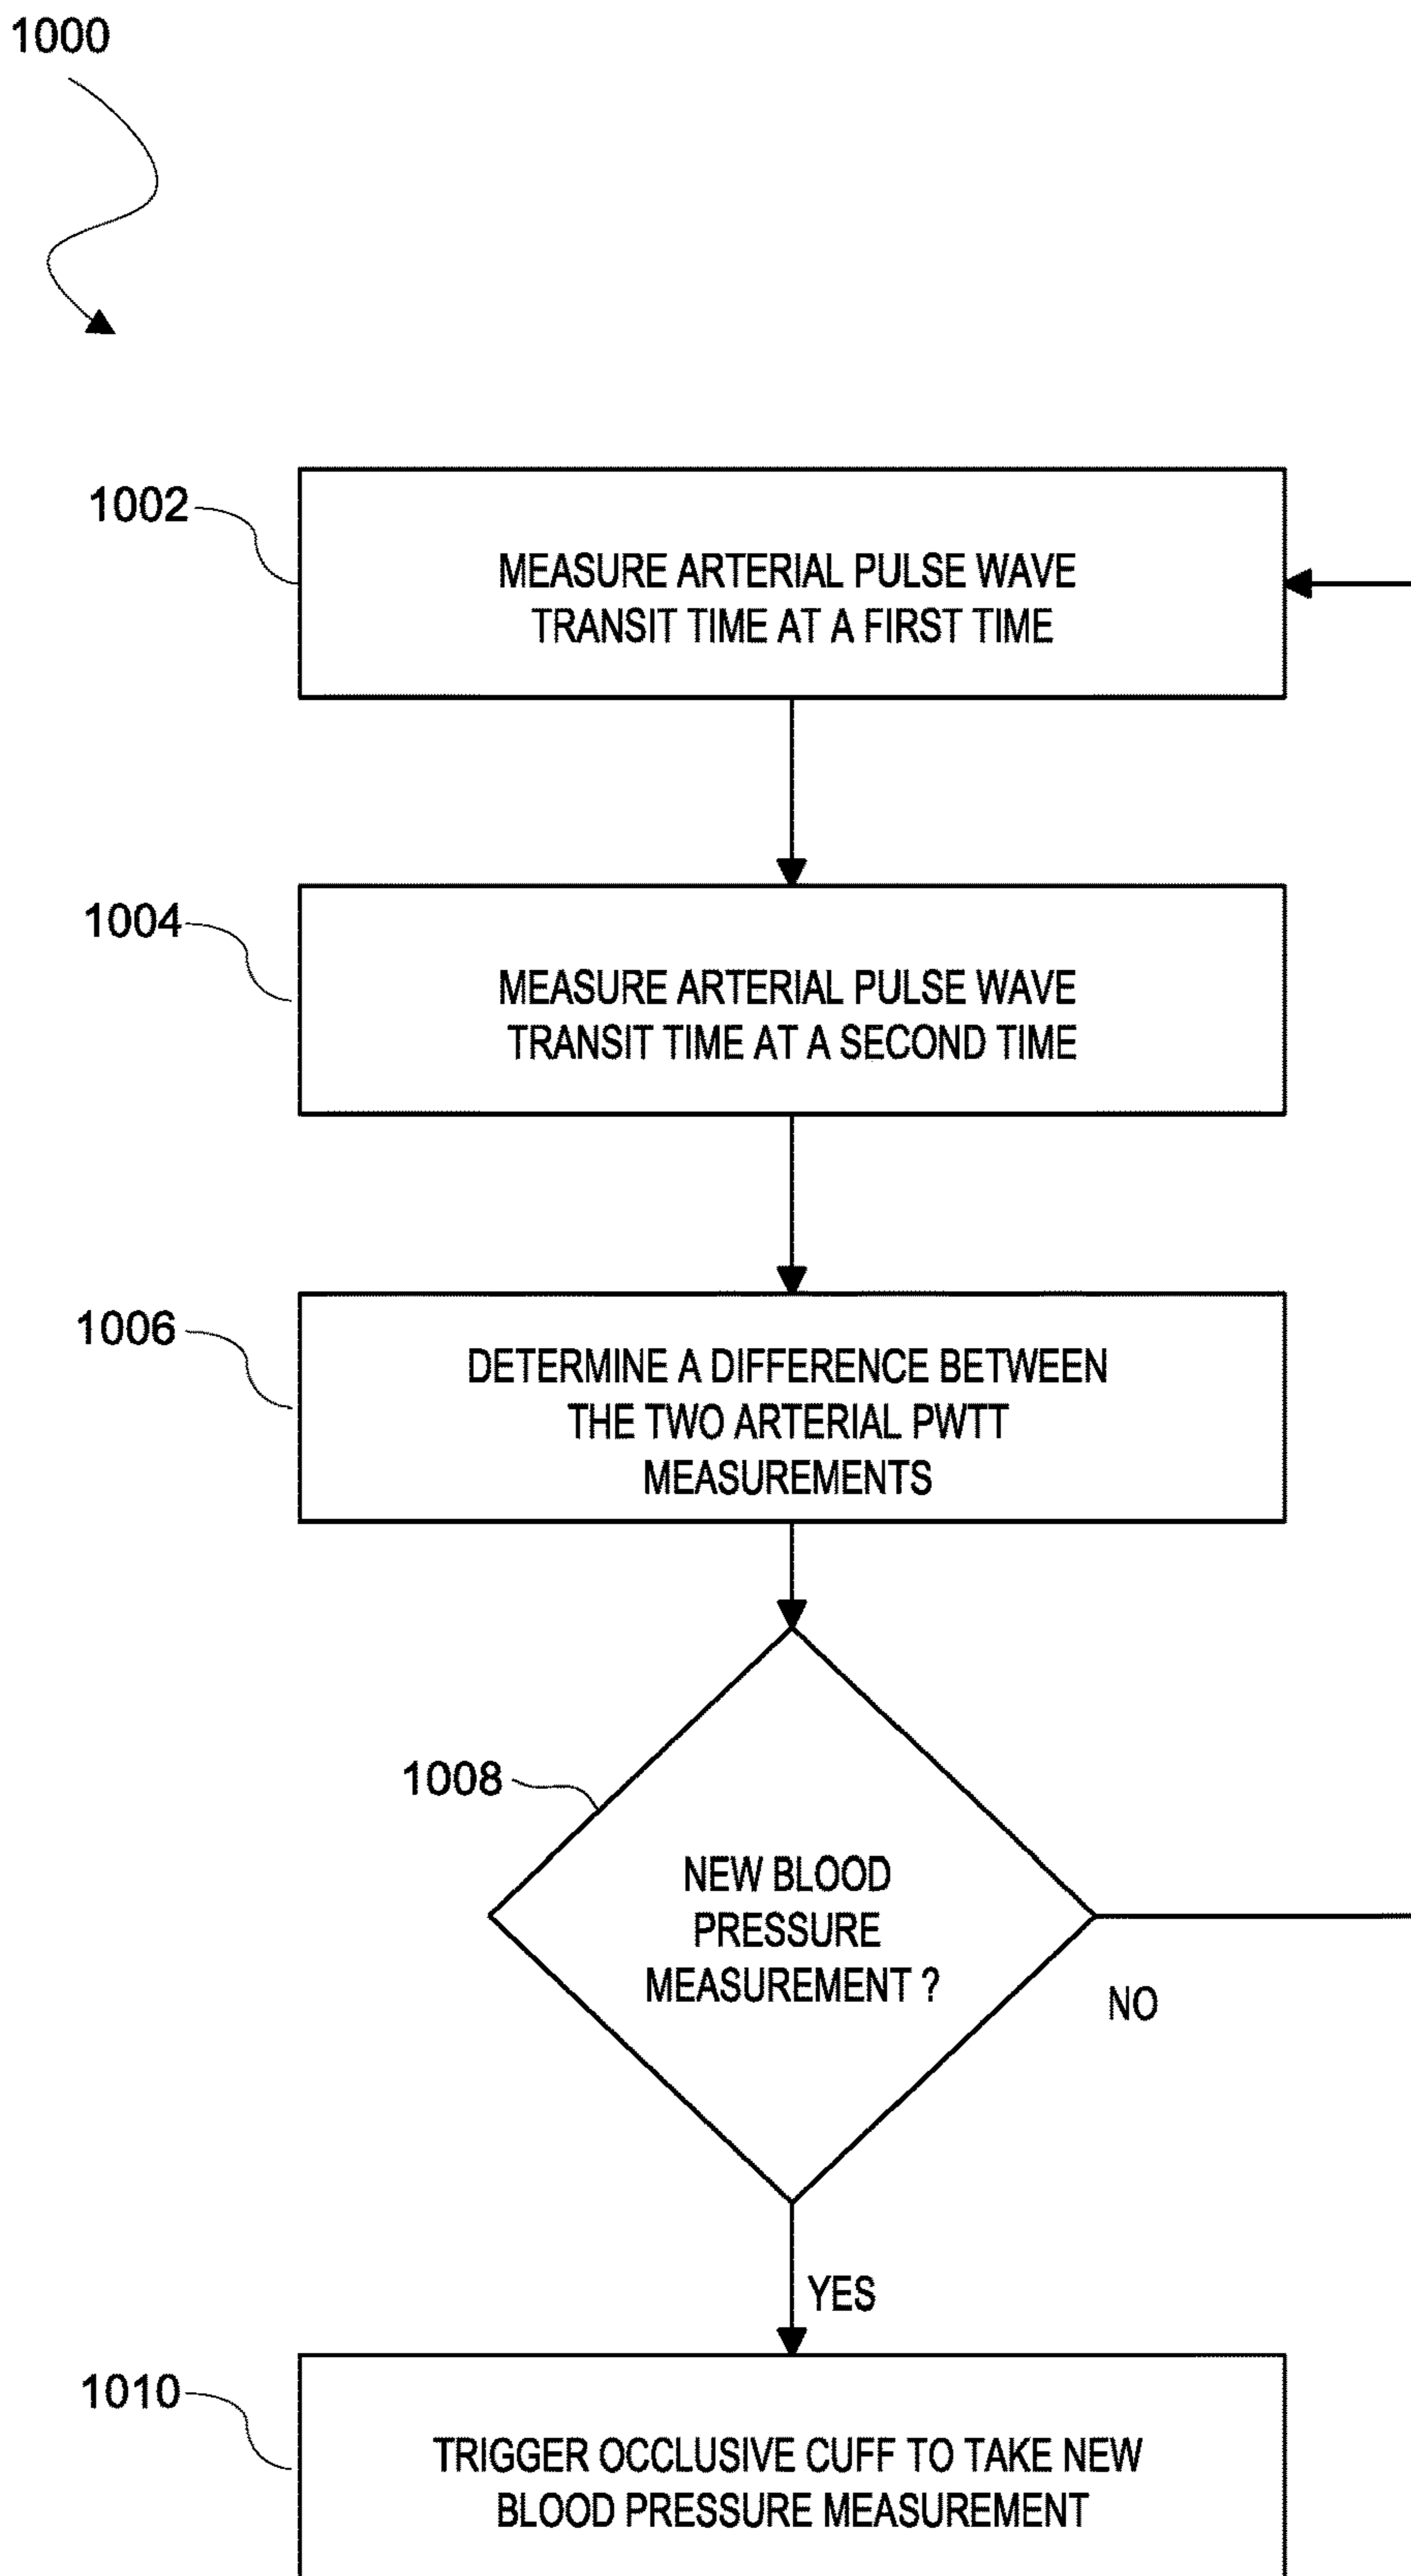 1000
1002
MEASURE ARTERIAL PULSE WAVE
TRANSIT TIME AT A FIRST TIME
1004
MEASURE ARTERIAL PULSE WAVE
TRANSIT TIME AT A SECOND TIME
1006
DETERMINE A DIFFERENCE BETWEEN
THE TWO ARTERIAL PWTT
MEASUREMENTS
1008
NEW BLOOD
PRESSURE
MEASUREMENT ?
NO
YES
1010
TRIGGER OCCLUSIVE CUFF TO TAKE NEW
BLOOD PRESSURE MEASUREMENT